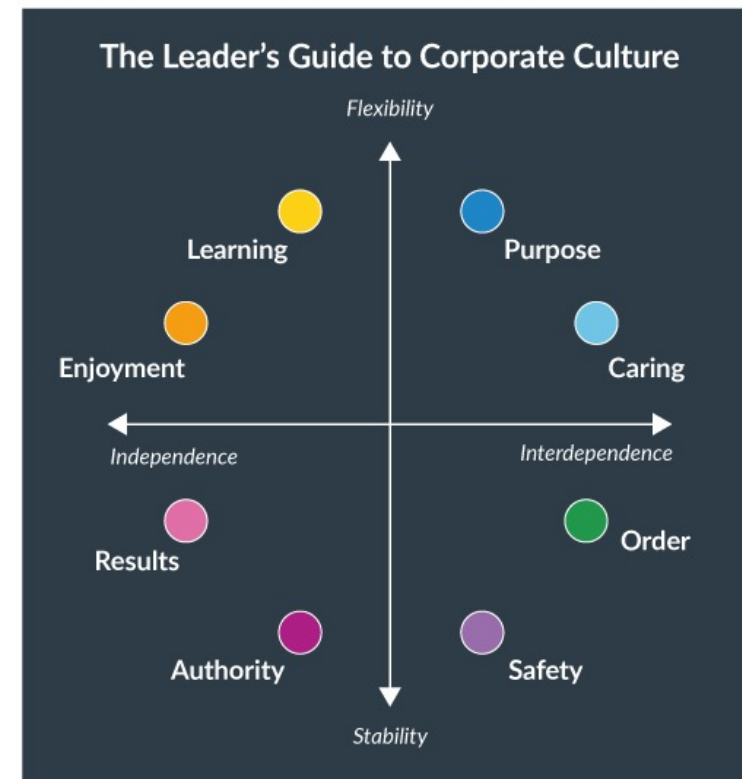 The Leader’s Guide to Corporate Culture
Flexibility
Learning
Purpose
Enjoyment
Caring
Independence
Interdependence
Results
Order
Authority
Safety
Stability